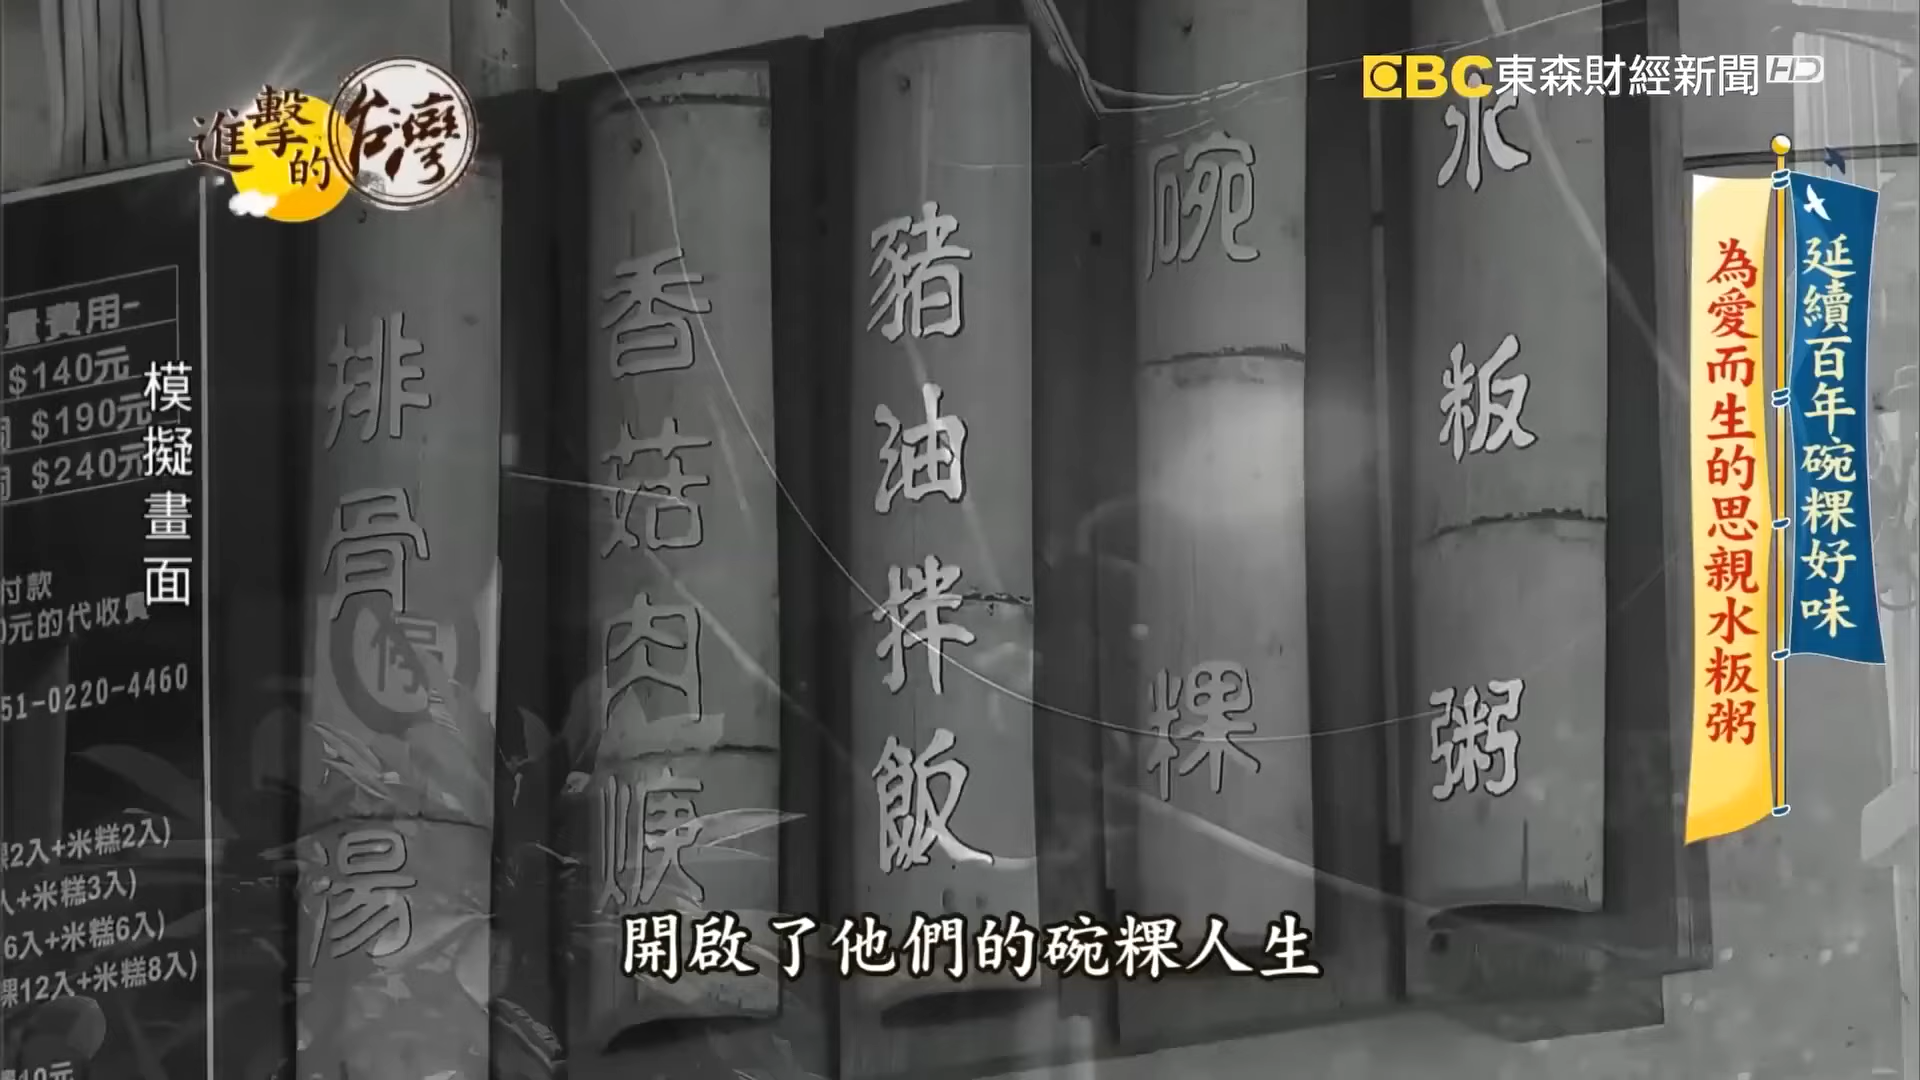 進擊的台灣
EBC東森財經新聞HD
延續百年碗粿好味
為愛而生的思親水粄粥
水粄粥
碗粿
豬油拌飯
香菇肉焿
排骨湯
模擬畫面
量費用-
$140元
$190元
$240元
付款
0元的代收費
51-0220-4460
2入+米糕2入)
入+米糕3入)
6入+米糕6入)
粿12入+米糕8入)
停
開啟了他們的碗粿人生